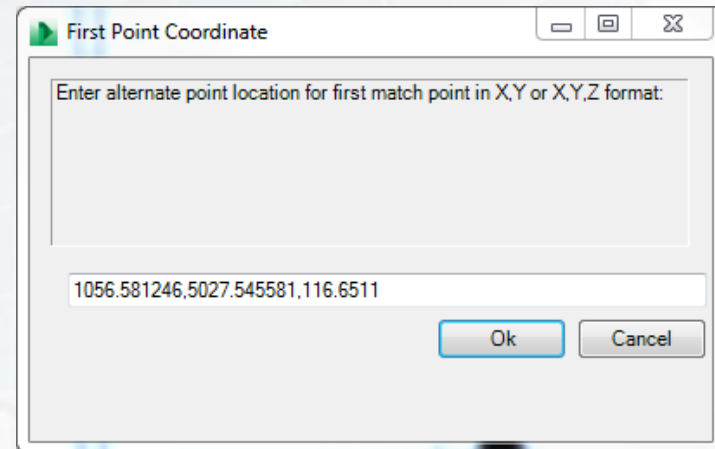 First Point Coordinate
Enter alternate point location for first match point in X,Y or X,Y,Z format:
1056.581246,5027.545581,116.6511
Ok
Cancel